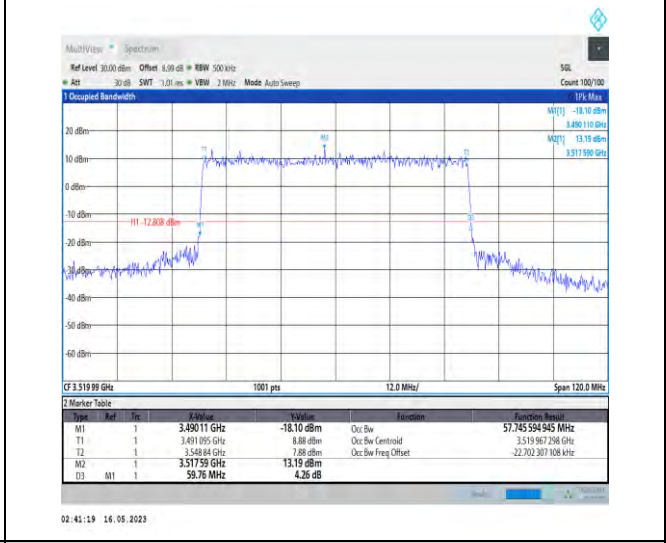 MultiView Spectrum
Ref Level 30.00 dBm Offset 8.99 dB RBW 500 kHz SGL
Att 30 dB SWT 1.01 ms VBW 2 MHz Mode Auto Sweep Count 100/100
1 Occupied Bandwidth 1Pk Max
M1[1] -18.10 dBm
3.490 110 GHz
M2[1] 13.19 dBm
3.517 590 GHz
20 dBm
M2
T1
T2
10 dBm
0 dBm
-10 dBm
H1 -12.808 dBm
D3
M1
-20 dBm
-30 dBm
-40 dBm
-50 dBm
-60 dBm
CF 3.519 99 GHz 1001 pts 12.0 MHz/ Span 120.0 MHz
2 Marker Table
Type Ref Trc X-Value Y-Value Function Function Result
M1 1 3.490 11 GHz -18.10 dBm Occ Bw 57.745 594 945 MHz
T1 1 3.491 095 GHz 8.88 dBm Occ Bw Centroid 3.519 967 298 GHz
T2 1 3.548 84 GHz 7.88 dBm Occ Bw Freq Offset -22.702 307 108 kHz
M2 1 3.517 59 GHz 13.19 dBm
D3 M1 1 59.76 MHz 4.26 dB
02:41:19 16.05.2023